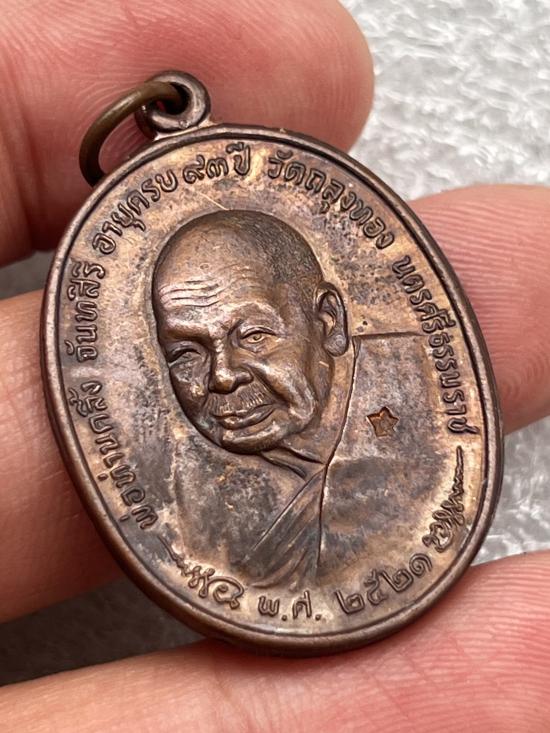 พ่อท่านคลิ้ง จันทสิริ อายุครบ ๙๓ ปี วัดถลุงทอง นครศรีธรรมราช
พ.ศ. ๒๕๒๑